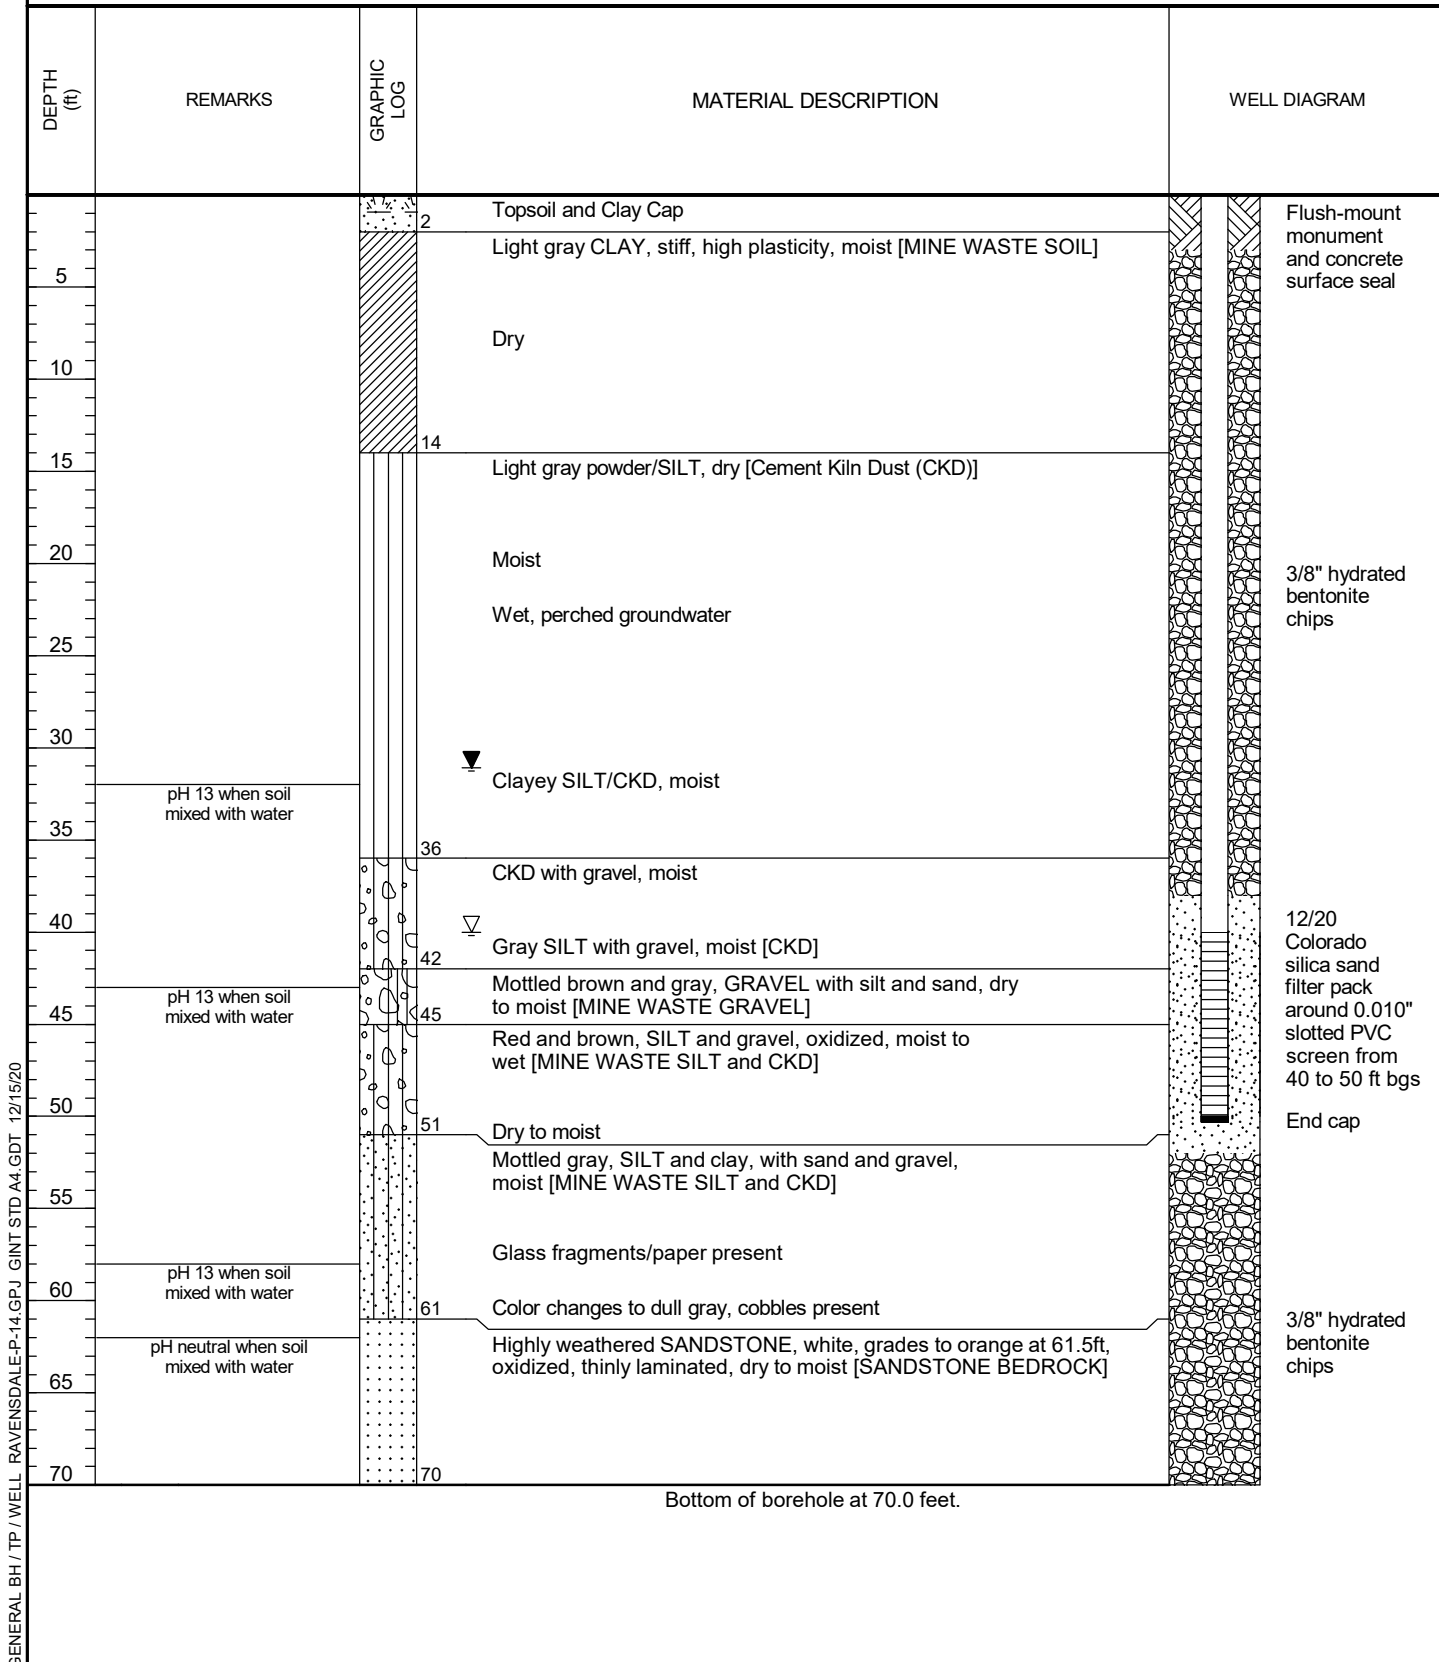 DEPTH
(ft)
REMARKS
GRAPHIC
LOG
MATERIAL DESCRIPTION
WELL DIAGRAM
Topsoil and Clay Cap
2
Light gray CLAY, stiff, high plasticity, moist [MINE WASTE SOIL]
Flush-mount
monument
and concrete
surface seal
5
Dry
10
14
15
Light gray powder/SILT, dry [Cement Kiln Dust (CKD)]
20
Moist
3/8" hydrated
bentonite
chips
Wet, perched groundwater
25
30
Clayey SILT/CKD, moist
pH 13 when soil
mixed with water
35
36
CKD with gravel, moist
40
Gray SILT with gravel, moist [CKD]
42
12/20
Colorado
silica sand
filter pack
around 0.010"
slotted PVC
screen from
40 to 50 ft bgs
Mottled brown and gray, GRAVEL with silt and sand, dry
to moist [MINE WASTE GRAVEL]
pH 13 when soil
mixed with water
45
45
Red and brown, SILT and gravel, oxidized, moist to
wet [MINE WASTE SILT and CKD]
50
End cap
51
Dry to moist
Mottled gray, SILT and clay, with sand and gravel,
moist [MINE WASTE SILT and CKD]
55
Glass fragments/paper present
pH 13 when soil
mixed with water
60
61
Color changes to dull gray, cobbles present
3/8" hydrated
bentonite
chips
pH neutral when soil
mixed with water
Highly weathered SANDSTONE, white, grades to orange at 61.5ft,
oxidized, thinly laminated, dry to moist [SANDSTONE BEDROCK]
65
70
70
Bottom of borehole at 70.0 feet.
GENERAL BH / TP / WELL RAVENSDALE-P-14.GPJ GINT STD A4.GDT 12/15/20